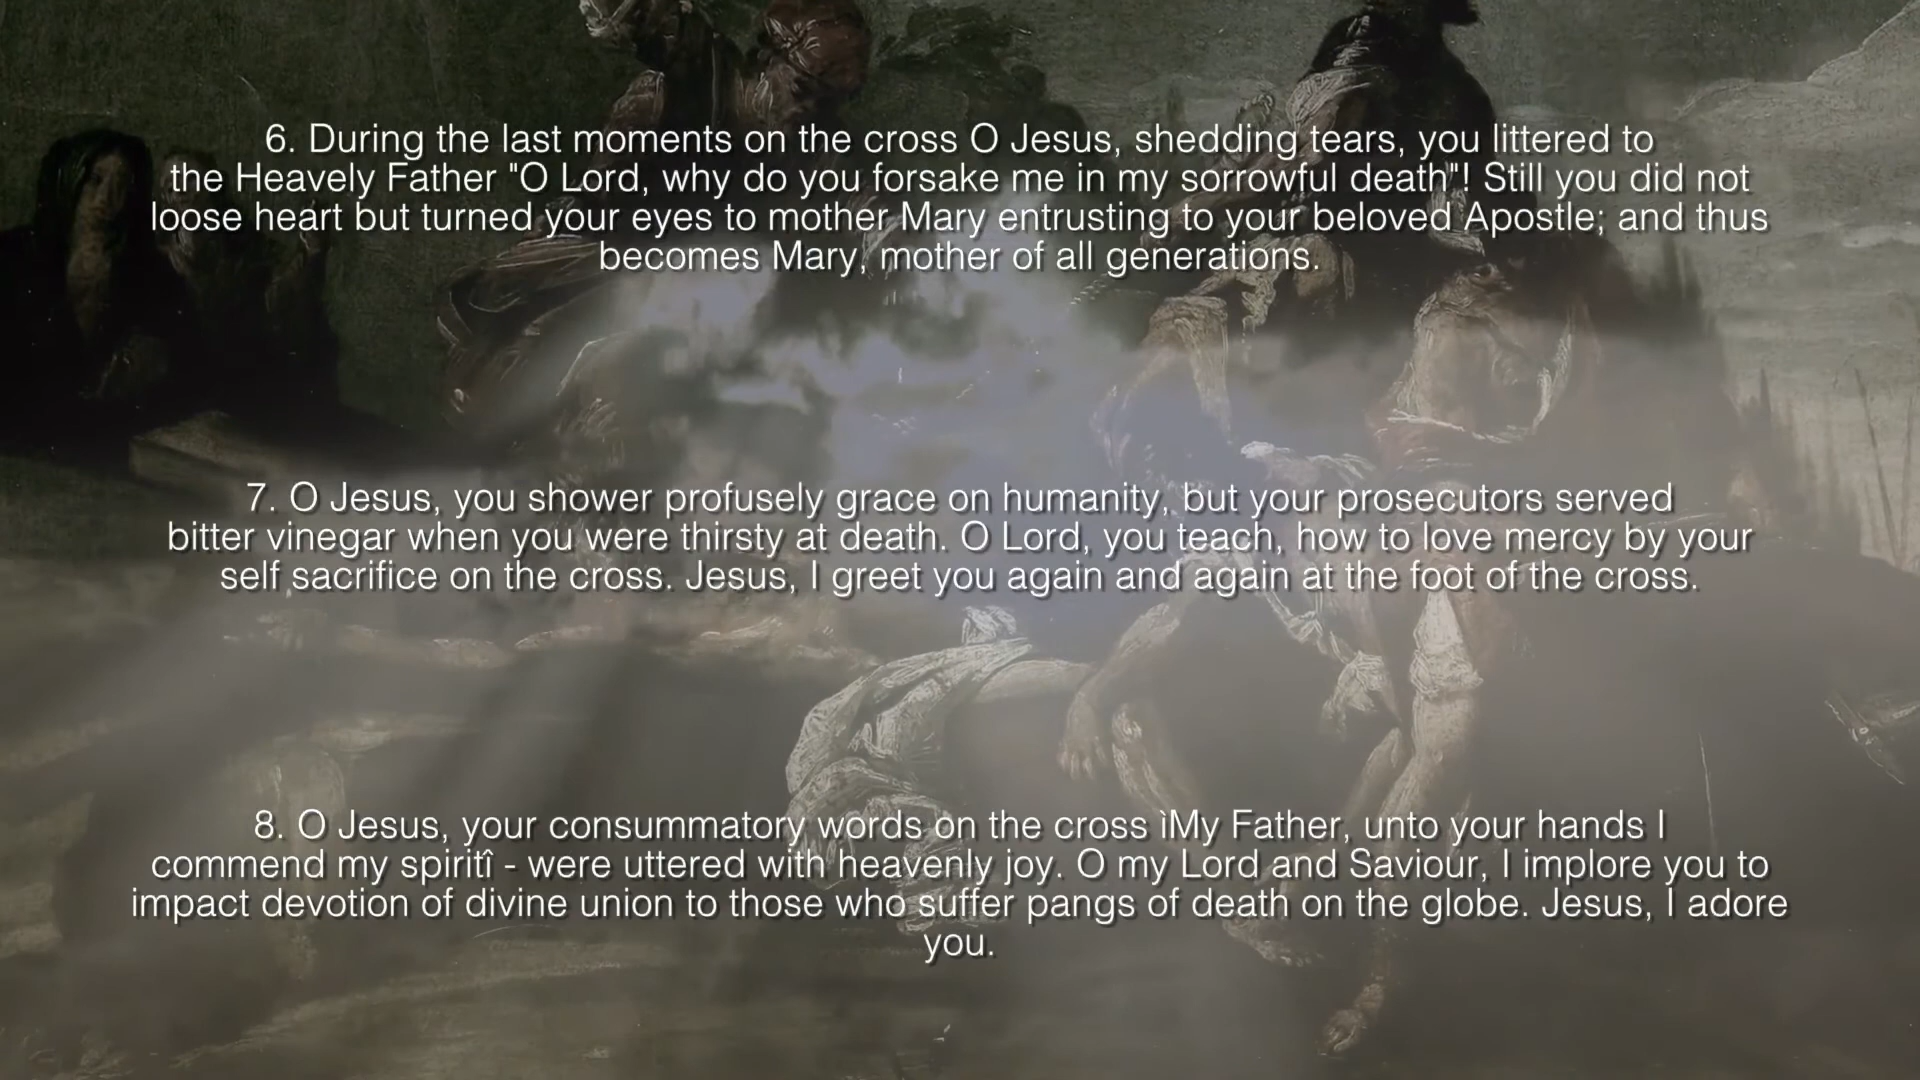 6. During the last moments on the cross O Jesus, shedding tears, you littered to
the Heavely Father "O Lord, why do you forsake me in my sorrowful death"! Still you did not
loose heart but turned your eyes to mother Mary entrusting to your beloved Apostle; and thus
becomes Mary, mother of all generations.
7. O Jesus, you shower profusely grace on humanity, but your prosecutors served
bitter vinegar when you were thirsty at death. O Lord, you teach, how to love mercy by your
self sacrifice on the cross. Jesus, I greet you again and again at the foot of the cross.
8. O Jesus, your consummatory words on the cross ìMy Father, unto your hands I
commend my spiritî - were uttered with heavenly joy. O my Lord and Saviour, I implore you to
impact devotion of divine union to those who suffer pangs of death on the globe. Jesus, I adore
you.